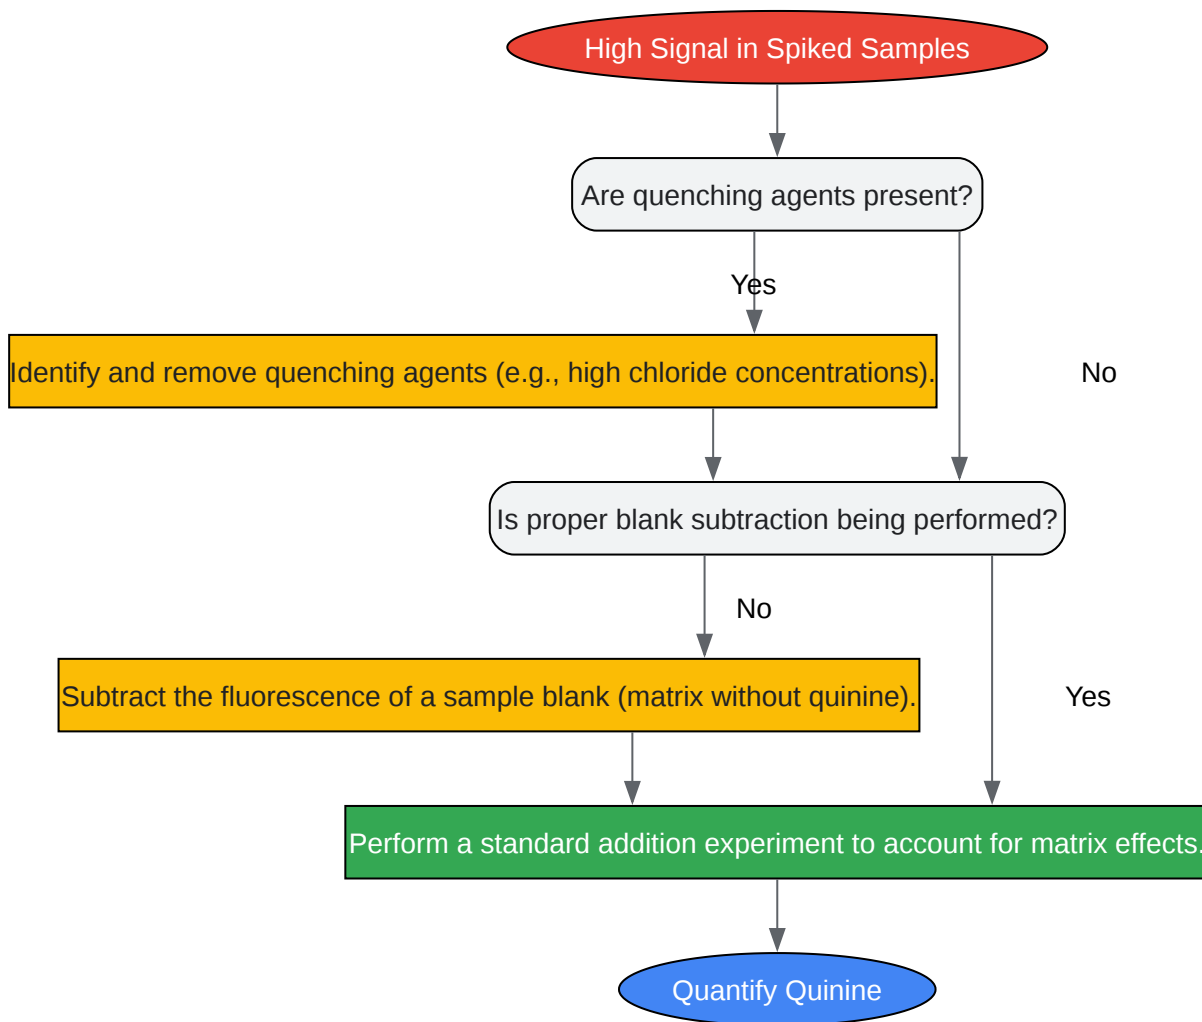 High Signal in Spiked Samples
Are quenching agents present?
Yes
Identify and remove quenching agents (e.g., high chloride concentrations).
No
Is proper blank subtraction being performed?
No
Subtract the fluorescence of a sample blank (matrix without quinine).
Yes
Perform a standard addition experiment to account for matrix effects.
Quantify Quinine